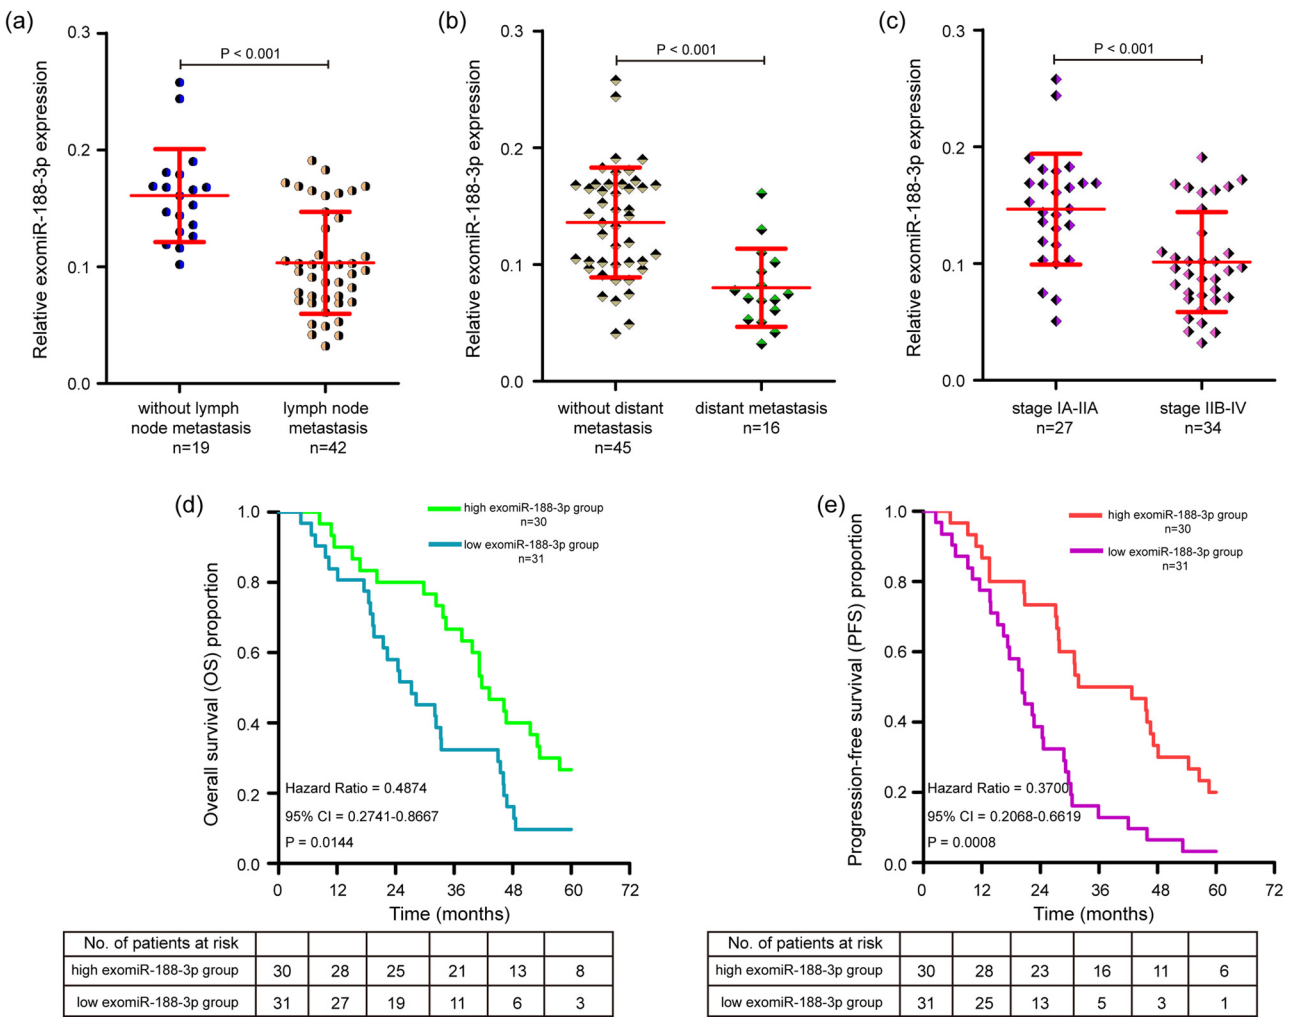 (a)
Relative exomiR-188-3p expression
0.3
0.2
0.1
0.0
P < 0.001
without lymph
node metastasis
n=19
lymph node
metastasis
n=42
(b)
Relative exomiR-188-3p expression
0.3
0.2
0.1
0.0
P < 0.001
without distant
metastasis
n=45
distant metastasis
n=16
(c)
Relative exomiR-188-3p expression
0.3
0.2
0.1
0.0
P < 0.001
stage IA-IIA
n=27
stage IIB-IV
n=34
(d)
Overall survival (OS) proportion
1.0
0.8
0.6
0.4
0.2
0.0
high exomiR-188-3p group
n=30
low exomiR-188-3p group
n=31
Hazard Ratio = 0.4874
95% CI = 0.2741-0.8667
P = 0.0144
0 12 24 36 48 60 72
Time (months)
No. of patients at risk
high exomiR-188-3p group 30 28 25 21 13 8
low exomiR-188-3p group 31 27 19 11 6 3
(e)
Progression-free survival (PFS) proportion
1.0
0.8
0.6
0.4
0.2
0.0
high exomiR-188-3p group
n=30
low exomiR-188-3p group
n=31
Hazard Ratio = 0.3700
95% CI = 0.2068-0.6619
P = 0.0008
0 12 24 36 48 60 72
Time (months)
No. of patients at risk
high exomiR-188-3p group 30 28 23 16 11 6
low exomiR-188-3p group 31 25 13 5 3 1